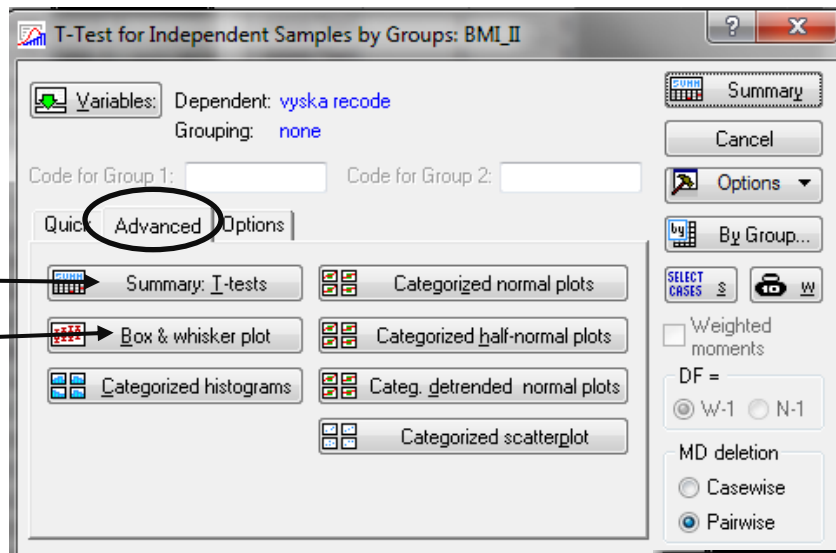 T-Test for Independent Samples by Groups: BMI_II
?
Variables: Dependent: vyska recode
Grouping: none
Code for Group 1:
Code for Group 2:
Quick Advanced Options
SUMM Summary: T-tests
Box & whisker plot
Categorized histograms
Categorized normal plots
Categorized half-normal plots
Categ. detrended normal plots
Categorized scatterplot
SUMM Summary
Cancel
Options
by By Group...
SELECT CASES S
W
Weighted
moments
DF =
W-1 N-1
MD deletion
Casewise
Pairwise